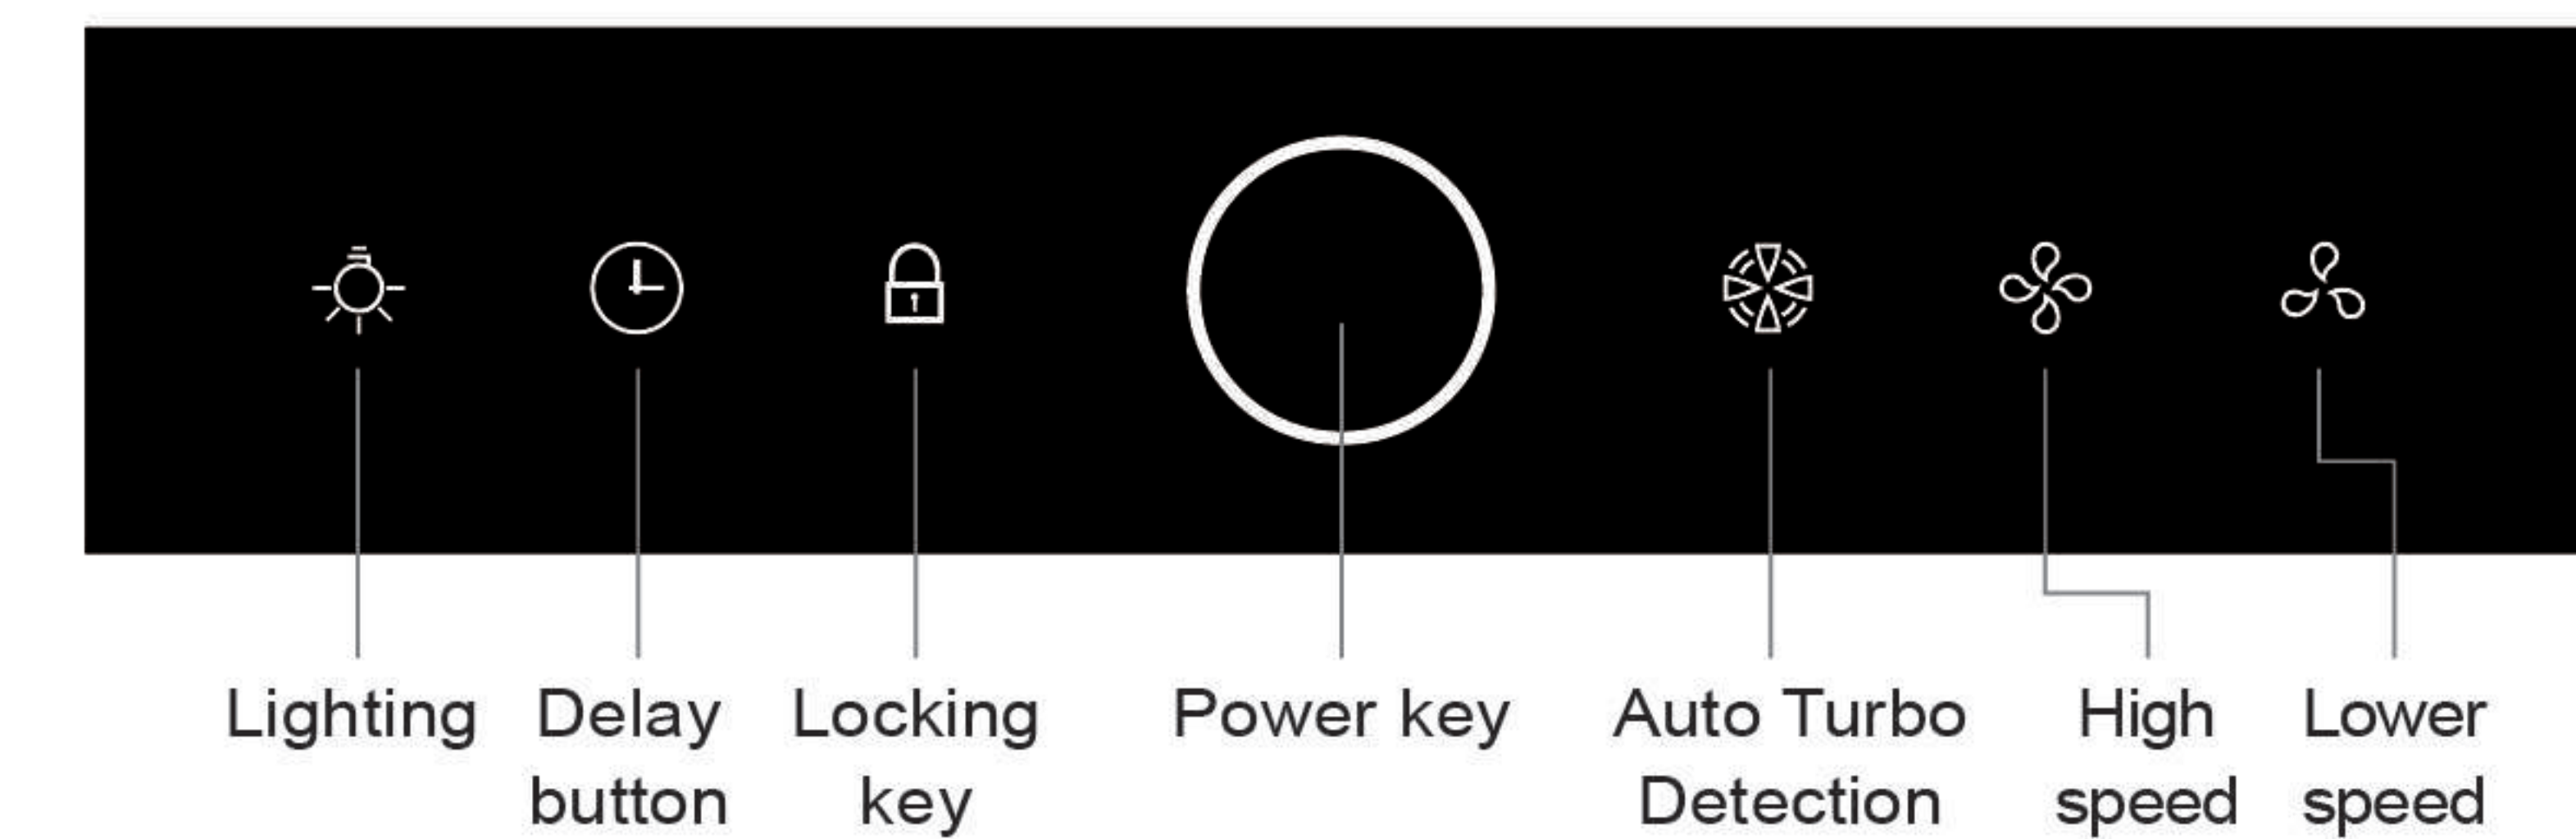 Lighting
Delay
button
Locking
key
Power key
Auto Turbo
Detection
High
speed
Lower
speed